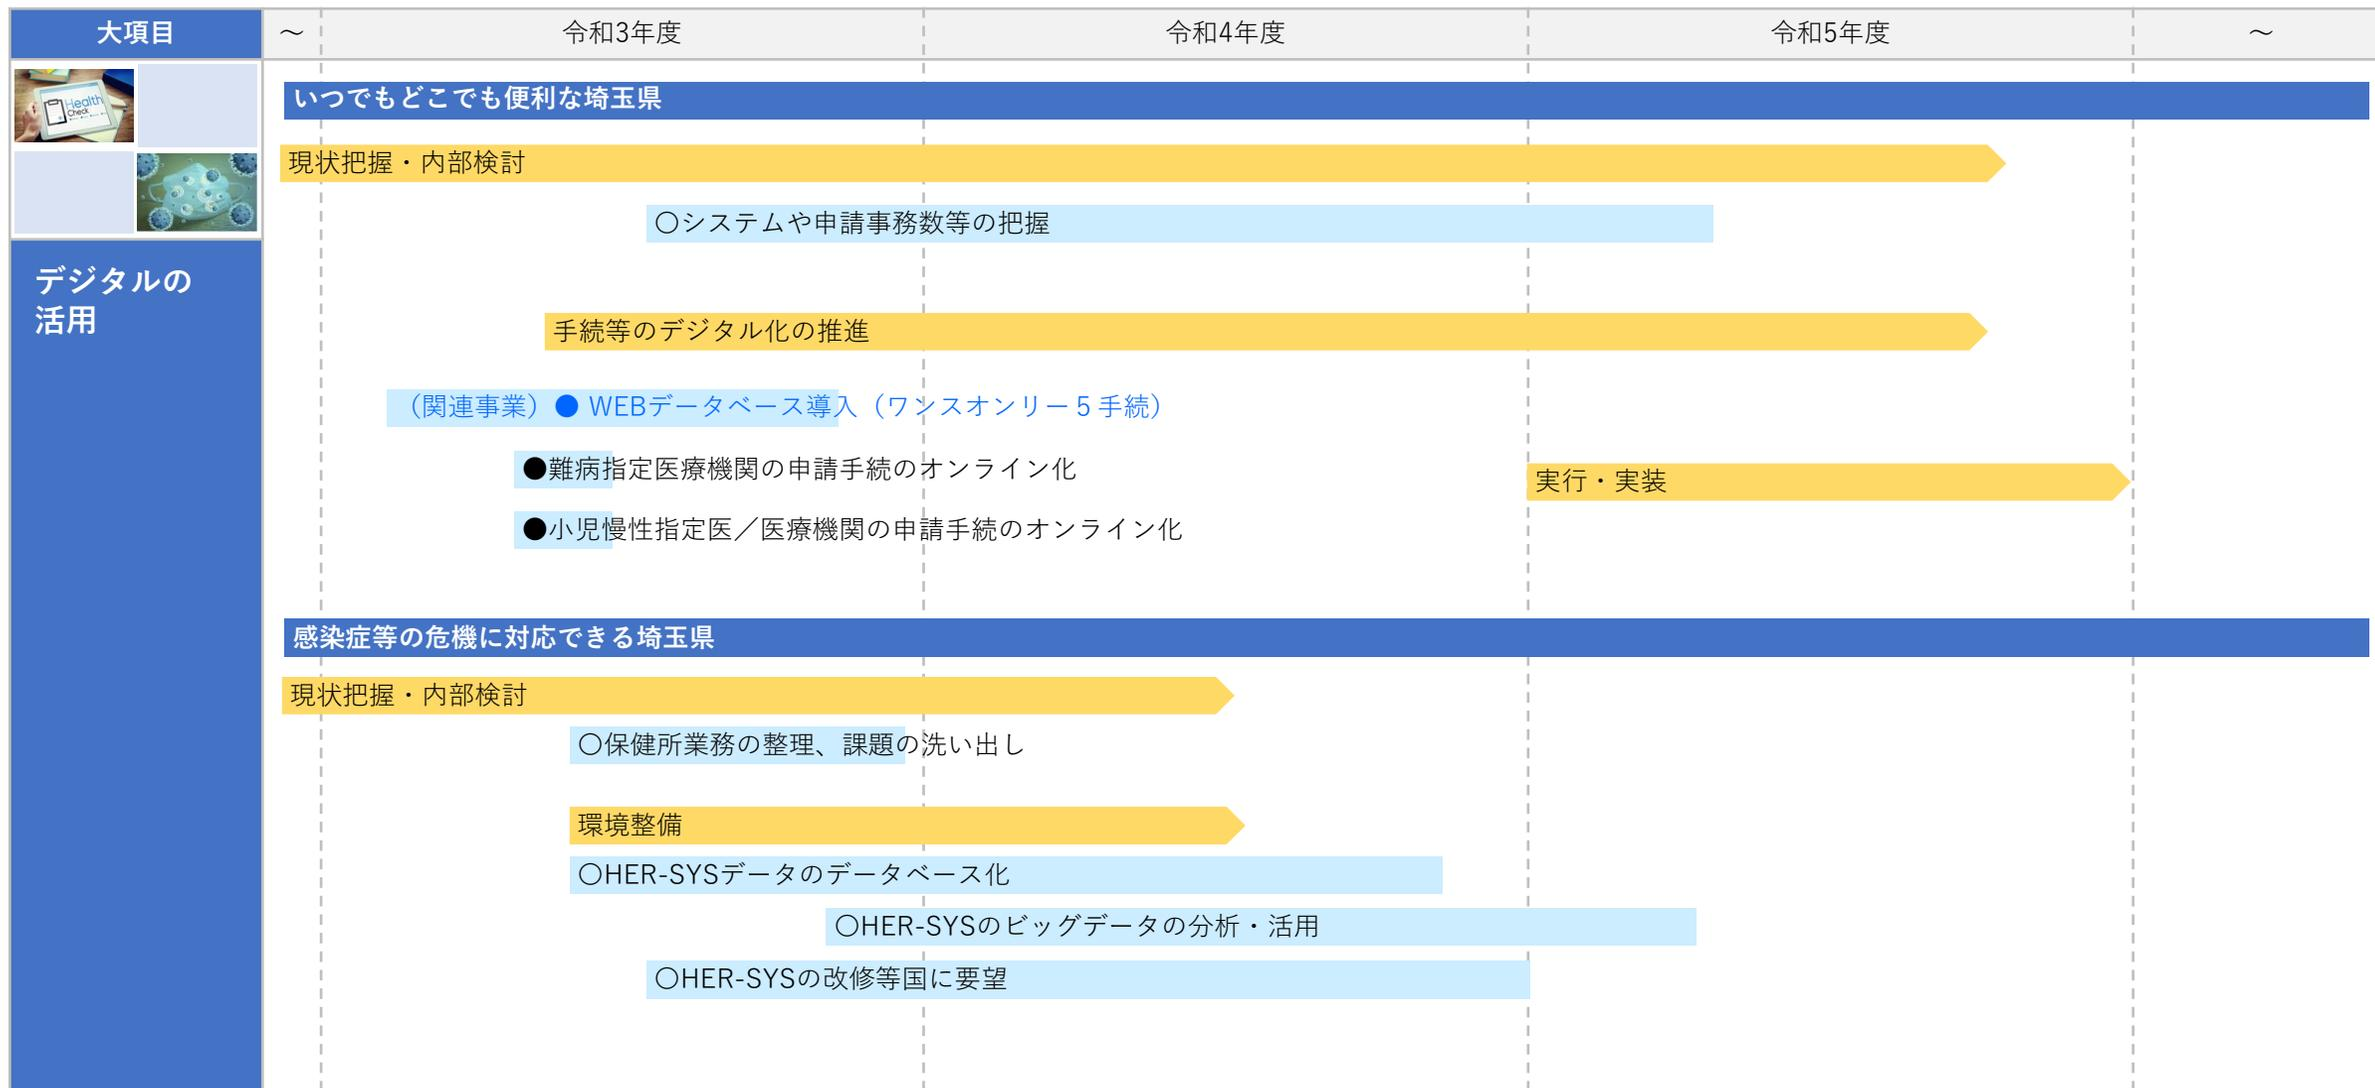 大項目
～
令和3年度
令和4年度
令和5年度
～
Health
Check
デジタルの
活用
いつでもどこでも便利な埼玉県
現状把握・内部検討
〇システムや申請事務数等の把握
手続等のデジタル化の推進
（関連事業）● WEBデータベース導入（ワンスオンリー５手続）
●難病指定医療機関の申請手続のオンライン化
実行・実装
●小児慢性指定医／医療機関の申請手続のオンライン化
感染症等の危機に対応できる埼玉県
現状把握・内部検討
〇保健所業務の整理、課題の洗い出し
環境整備
〇HER-SYSデータのデータベース化
〇HER-SYSのビッグデータの分析・活用
〇HER-SYSの改修等国に要望